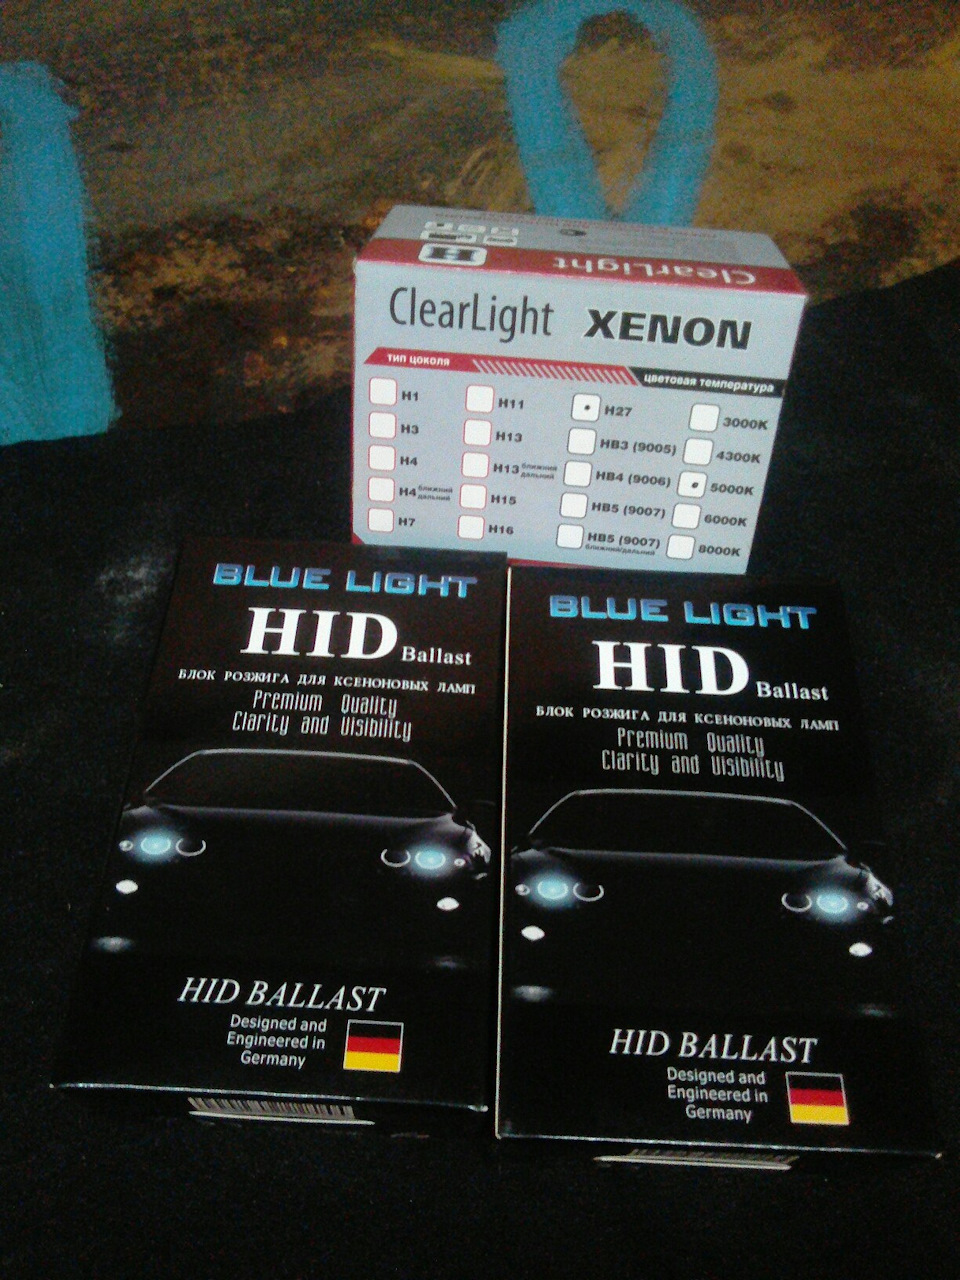 ClearLight
H
ClearLight XENON
тип цоколя
цветовая температура
H1
H3
H4
H4 ближний дальний
H7
H11
H13
H13 ближний дальний
H15
H16
H27
HB3 (9005)
HB4 (9006)
HB5 (9007)
HB5 (9007)
ближний/дальний
3000K
4300K
5000K
6000K
8000K
BLUE LIGHT
HID Ballast
БЛОК РОЗЖИГА ДЛЯ КСЕНОНОВЫХ ЛАМП
Premium Quality
Clarity and Visibility
HID BALLAST
Designed and
Engineered in
Germany
BLUE LIGHT
HID Ballast
БЛОК РОЗЖИГА ДЛЯ КСЕНОНОВЫХ ЛАМП
Premium Quality
Clarity and Visibility
HID BALLAST
Designed and
Engineered in
Germany